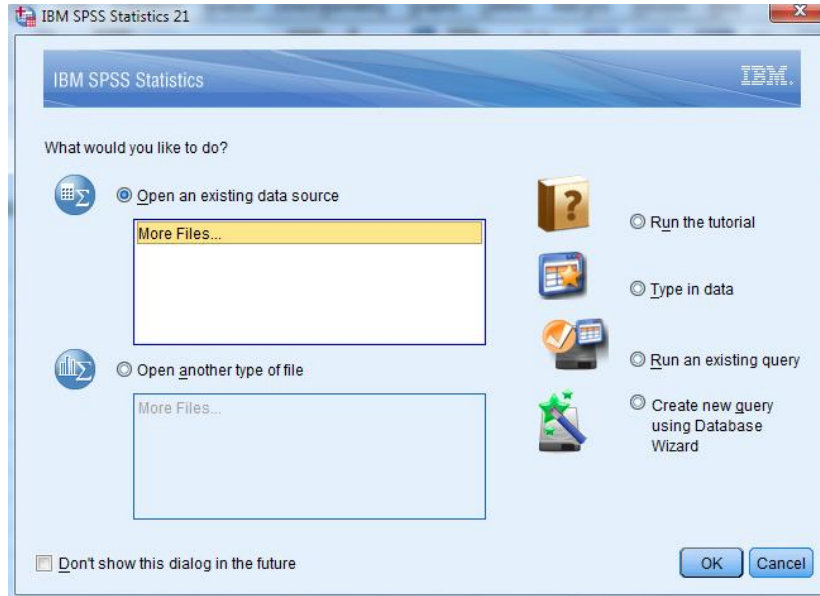 IBM SPSS Statistics 21
IBM SPSS Statistics
IBM.
What would you like to do?
Open an existing data source
More Files...
Open another type of file
More Files...
Run the tutorial
Type in data
Run an existing query
Create new query
using Database
Wizard
Don't show this dialog in the future
OK
Cancel